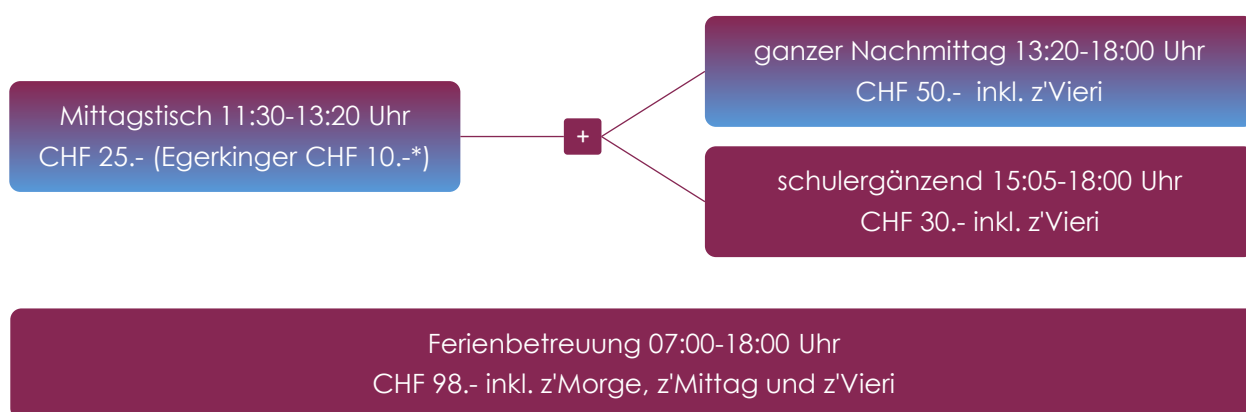 Mittagstisch 11:30-13:20 Uhr
CHF 25.- (Egerkinger CHF 10.-*)
+
ganzer Nachmittag 13:20-18:00 Uhr
CHF 50.- inkl. z'Vieri
schulergänzend 15:05-18:00 Uhr
CHF 30.- inkl. z'Vieri
Ferienbetreuung 07:00-18:00 Uhr
CHF 98.- inkl. z'Morge, z'Mittag und z'Vieri